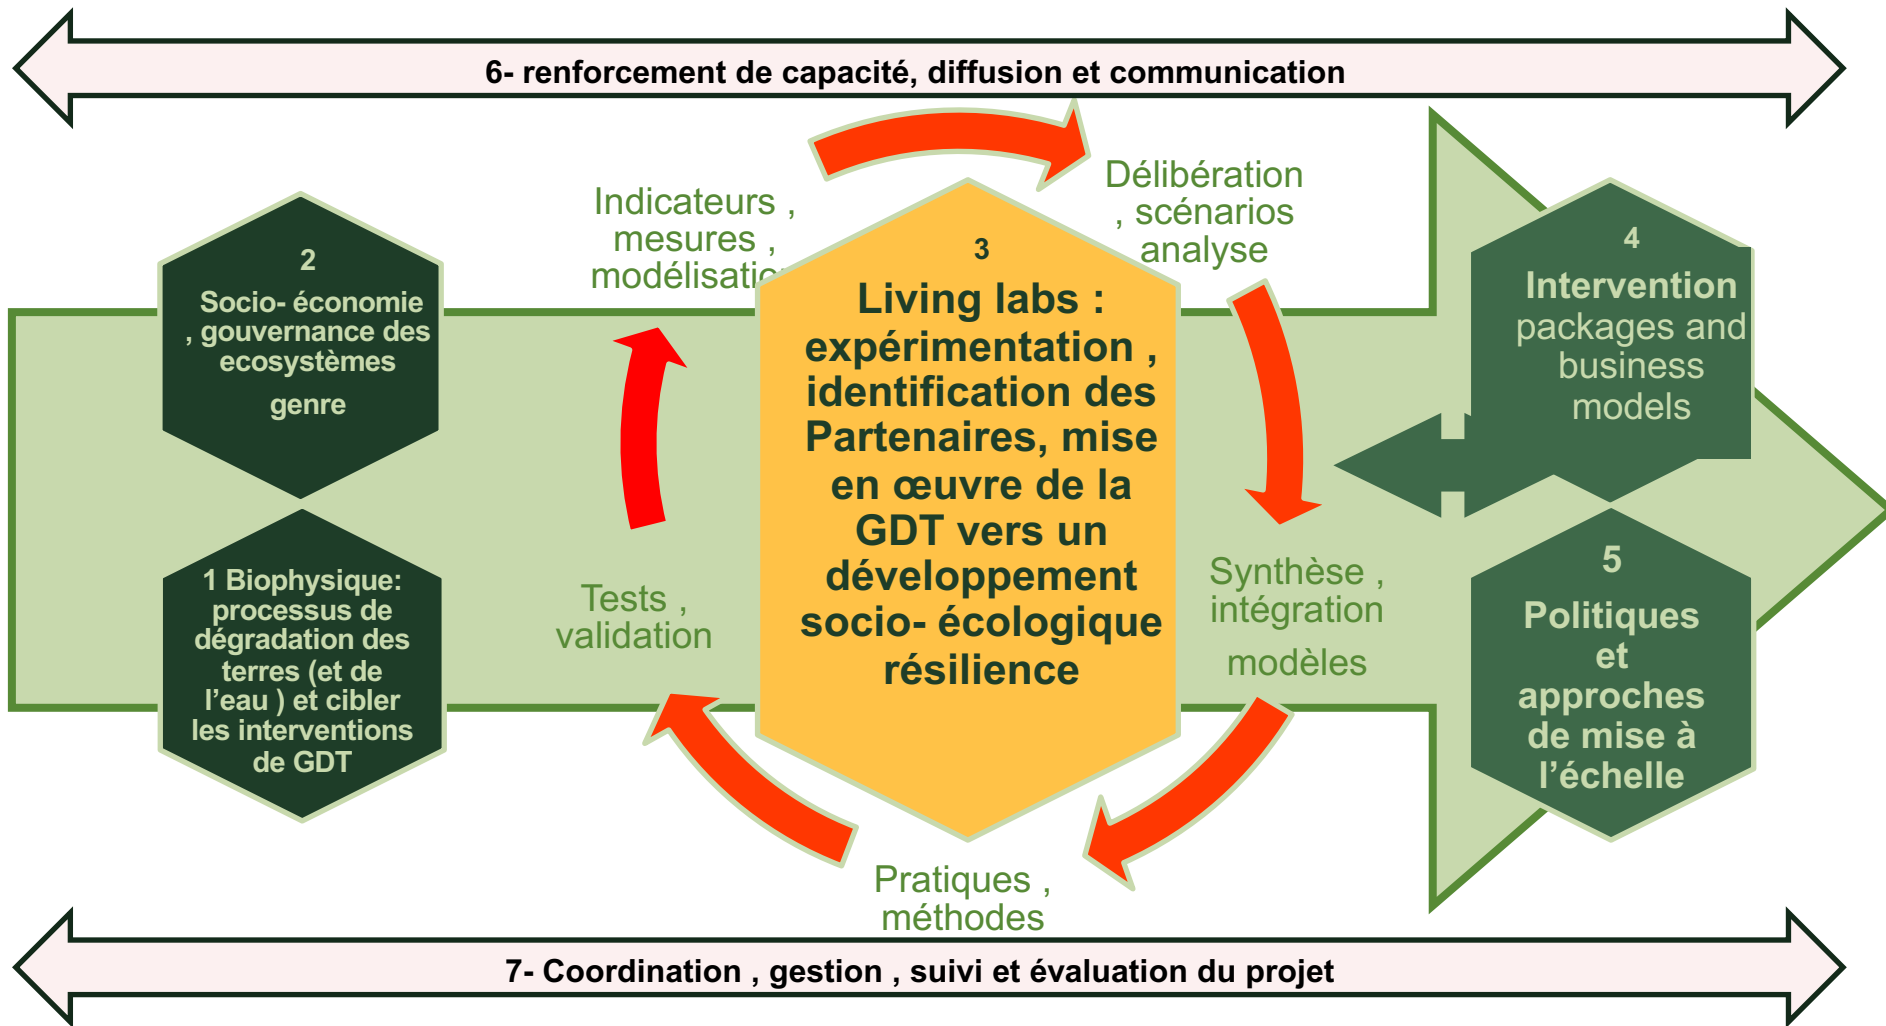 6- renforcement de capacité, diffusion et communication
Indicateurs ,
mesures ,
modélisation
Délibération
, scénarios
analyse
2
Socio- économie
, gouvernance des
ecosystèmes
genre
1 Biophysique:
processus de
dégradation des
terres (et de
l’eau ) et cibler
les interventions
de GDT
Tests ,
validation
3
Living labs :
expérimentation ,
identification des
Partenaires, mise
en œuvre de la
GDT vers un
développement
socio- écologique
résilience
Synthèse ,
intégration
modèles
Pratiques ,
méthodes
4
Intervention
packages and
business
models
5
Politiques
et
approches
de mise à
l’échelle
7- Coordination , gestion , suivi et évaluation du projet